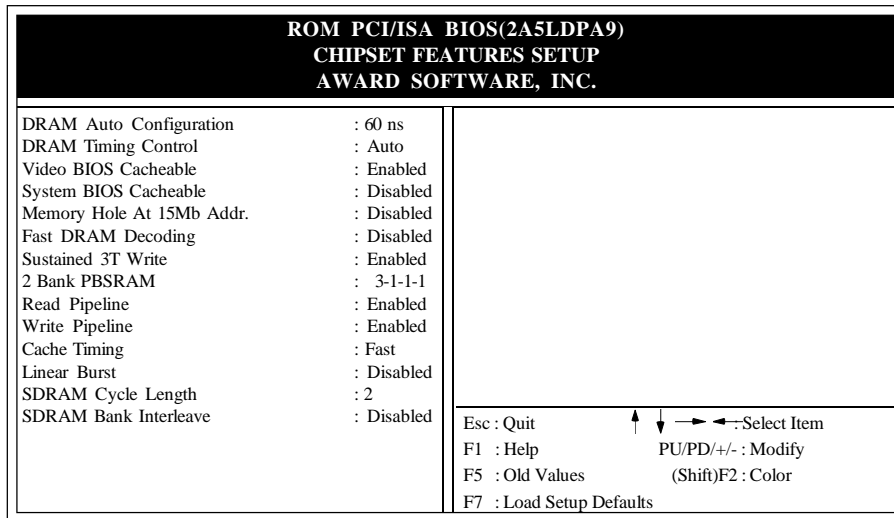 ROM PCI/ISA BIOS(2A5LDPA9)
CHIPSET FEATURES SETUP
AWARD SOFTWARE, INC.
DRAM Auto Configuration : 60 ns
DRAM Timing Control : Auto
Video BIOS Cacheable : Enabled
System BIOS Cacheable : Disabled
Memory Hole At 15Mb Addr. : Disabled
Fast DRAM Decoding : Disabled
Sustained 3T Write : Enabled
2 Bank PBSRAM : 3-1-1-1
Read Pipeline : Enabled
Write Pipeline : Enabled
Cache Timing : Fast
Linear Burst : Disabled
SDRAM Cycle Length : 2
SDRAM Bank Interleave : Disabled
Esc : Quit ↑ ↓ → ← : Select Item
F1 : Help PU/PD/+/- : Modify
F5 : Old Values (Shift)F2 : Color
F7 : Load Setup Defaults